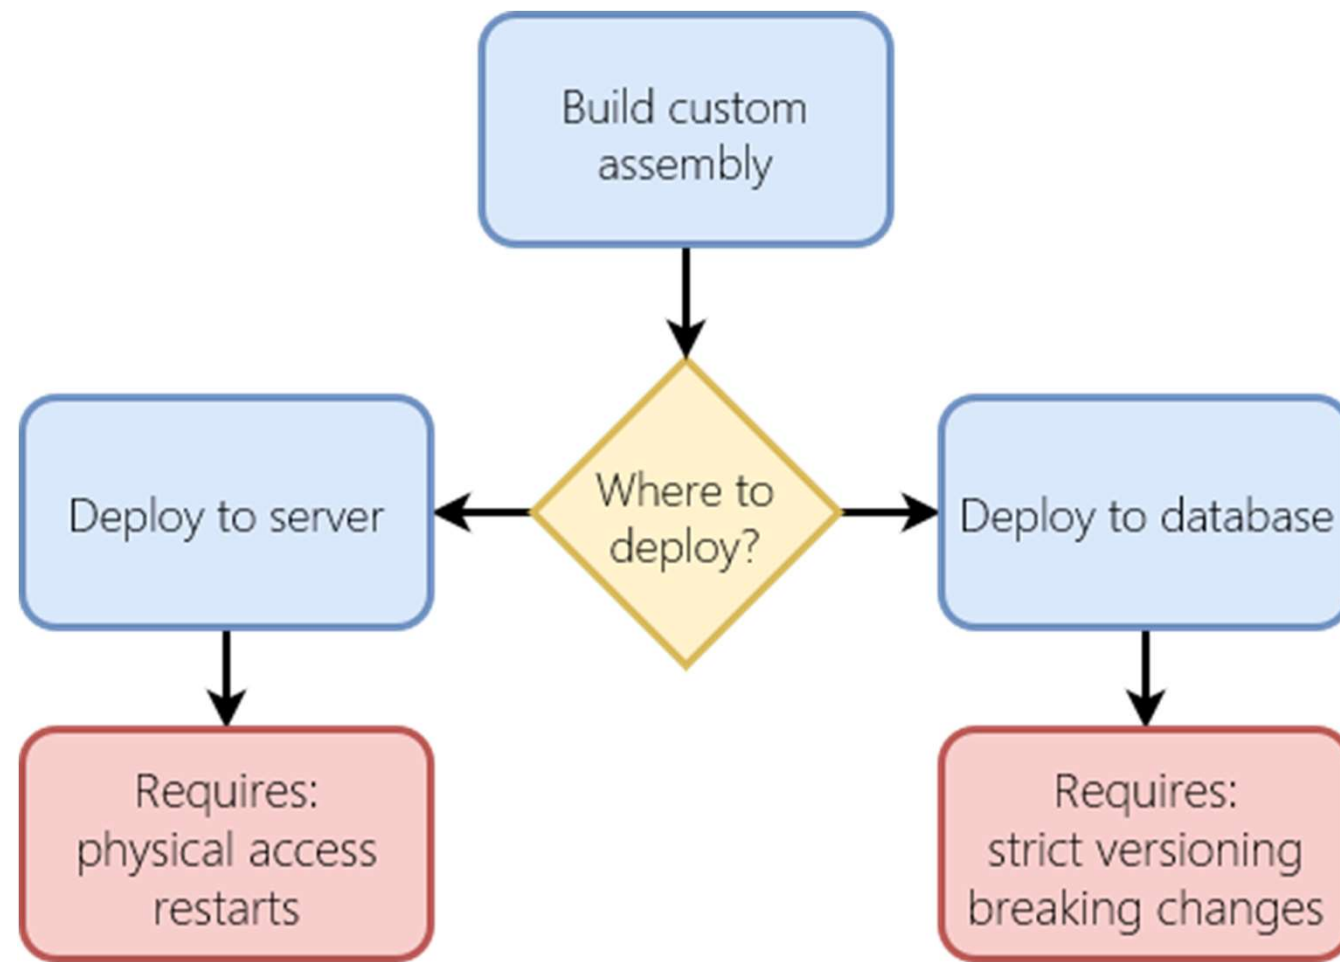 Build custom
assembly
Where to
deploy?
Deploy to server
Deploy to database
Requires:
physical access
restarts
Requires:
strict versioning
breaking changes